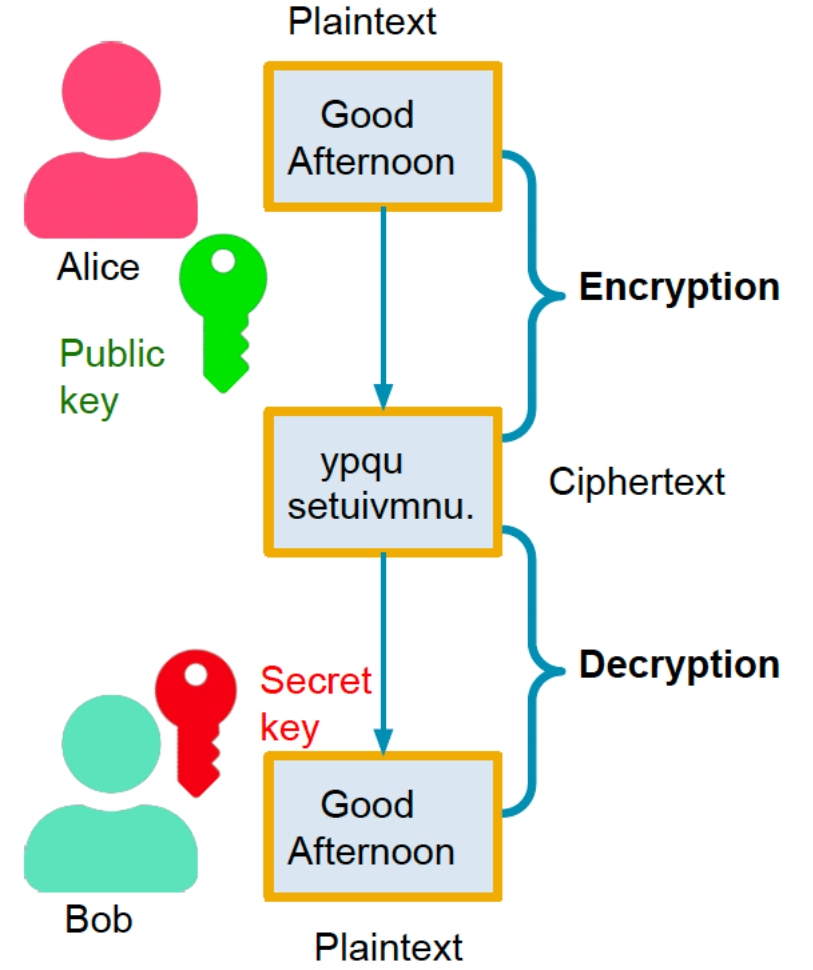 Plaintext
Good
Afternoon
Alice
Encryption
Public
key
ypqu
setuivmnu.
Ciphertext
Decryption
Secret
key
Good
Afternoon
Bob
Plaintext